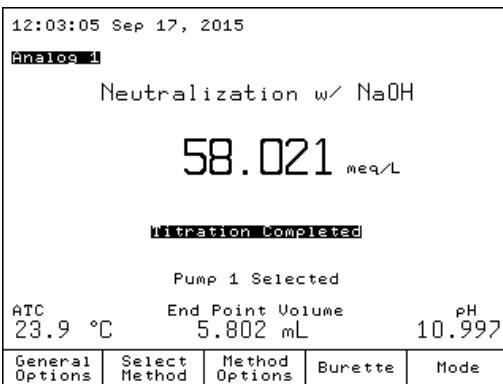 12:03:05 Sep 17, 2015
Analog 1
Neutralization w/ NaOH
58.021 meq/L
Titration Completed
Pump 1 Selected
ATC End Point Volume pH
23.9 °C 5.802 mL 10.997
General Options Select Method Method Options Burette Mode